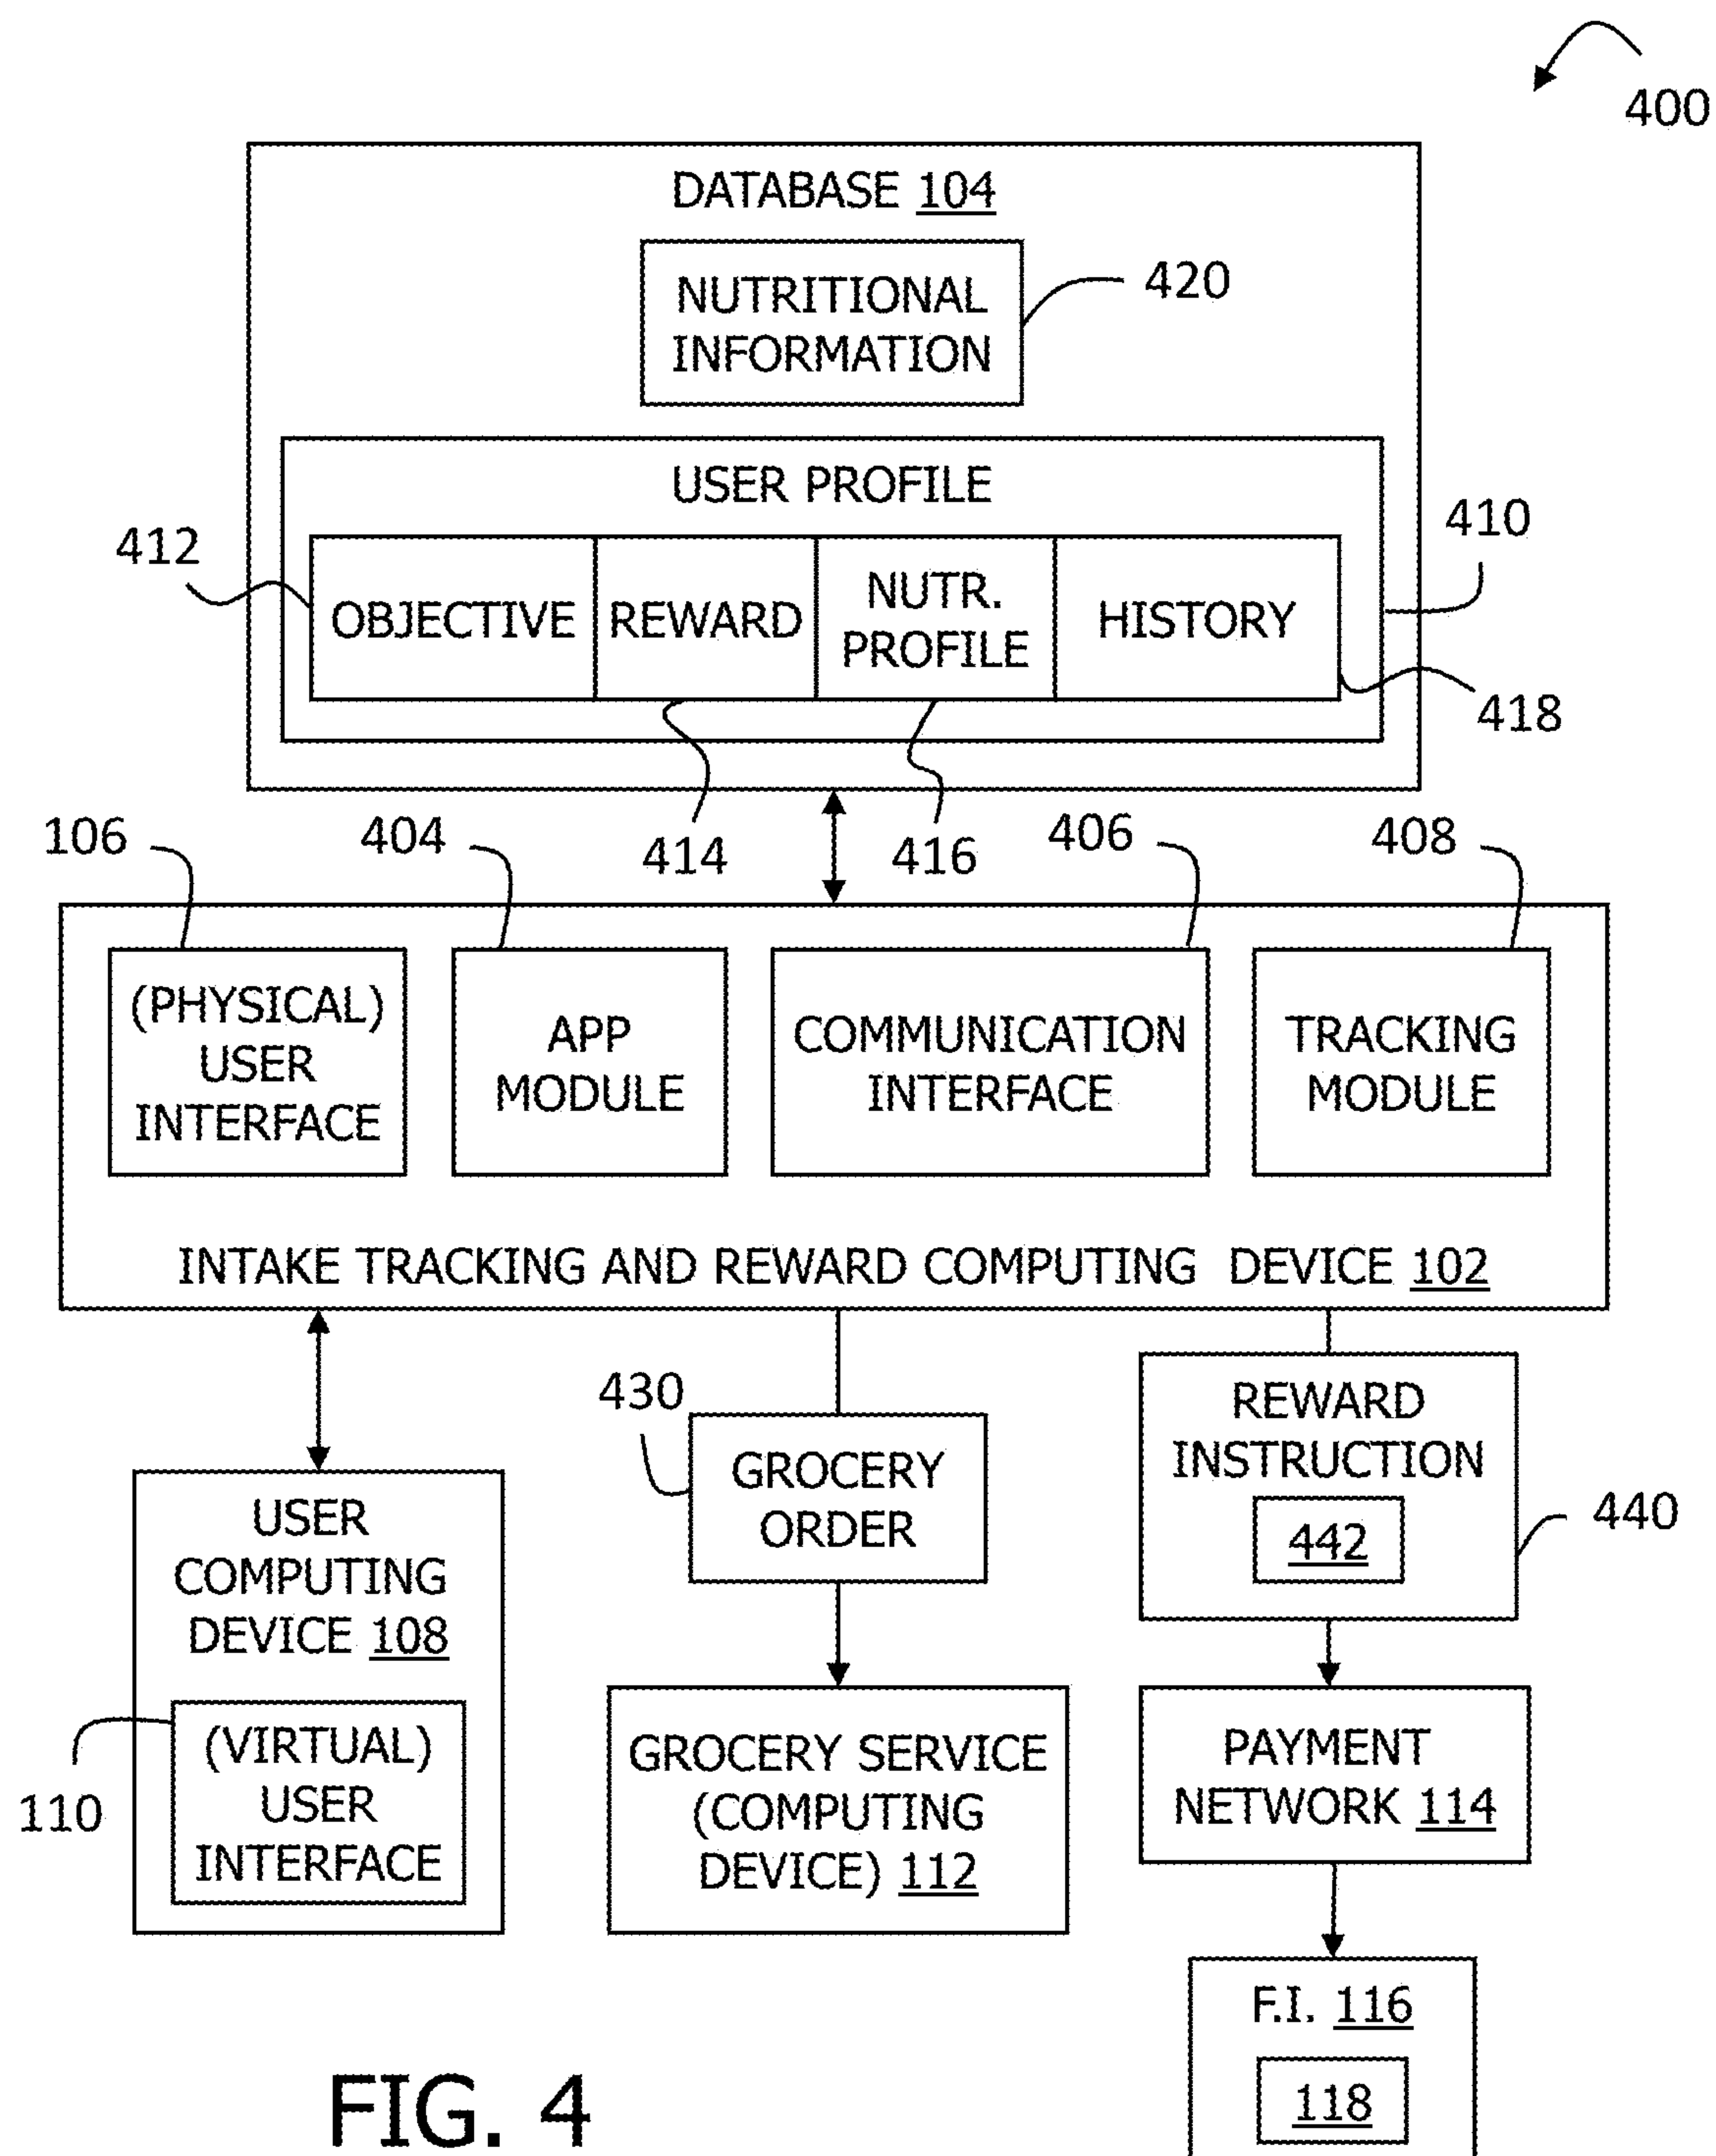 400
DATABASE 104
NUTRITIONAL
INFORMATION
420
USER PROFILE
410
412
OBJECTIVE
REWARD
NUTR.
PROFILE
HISTORY
418
414
416
106
404
406
408
(PHYSICAL)
USER
INTERFACE
APP
MODULE
COMMUNICATION
INTERFACE
TRACKING
MODULE
INTAKE TRACKING AND REWARD COMPUTING DEVICE 102
USER
COMPUTING
DEVICE 108
110
(VIRTUAL)
USER
INTERFACE
430
GROCERY
ORDER
GROCERY SERVICE
(COMPUTING
DEVICE) 112
REWARD
INSTRUCTION
442
440
PAYMENT
NETWORK 114
F.I. 116
118
FIG. 4